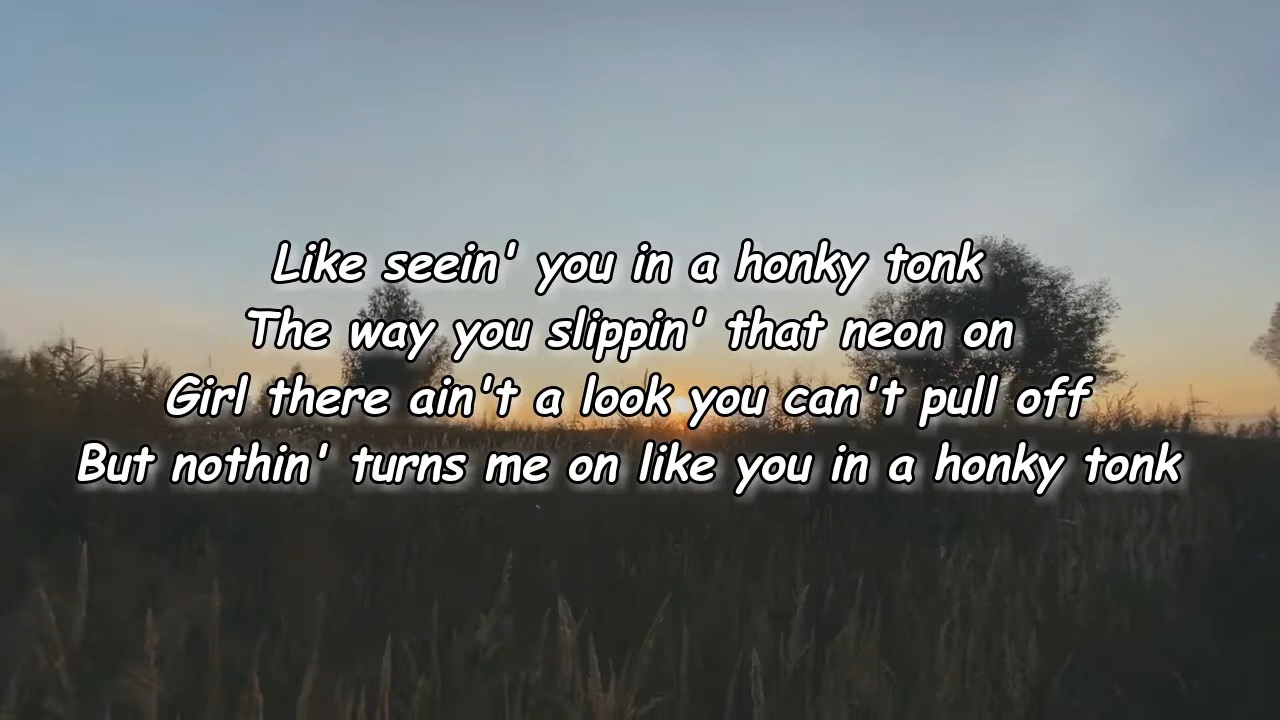 Like seein' you in a honky tonk
The way you slippin' that neon on
Girl there ain't a look you can't pull off
But nothin' turns me on like you in a honky tonk